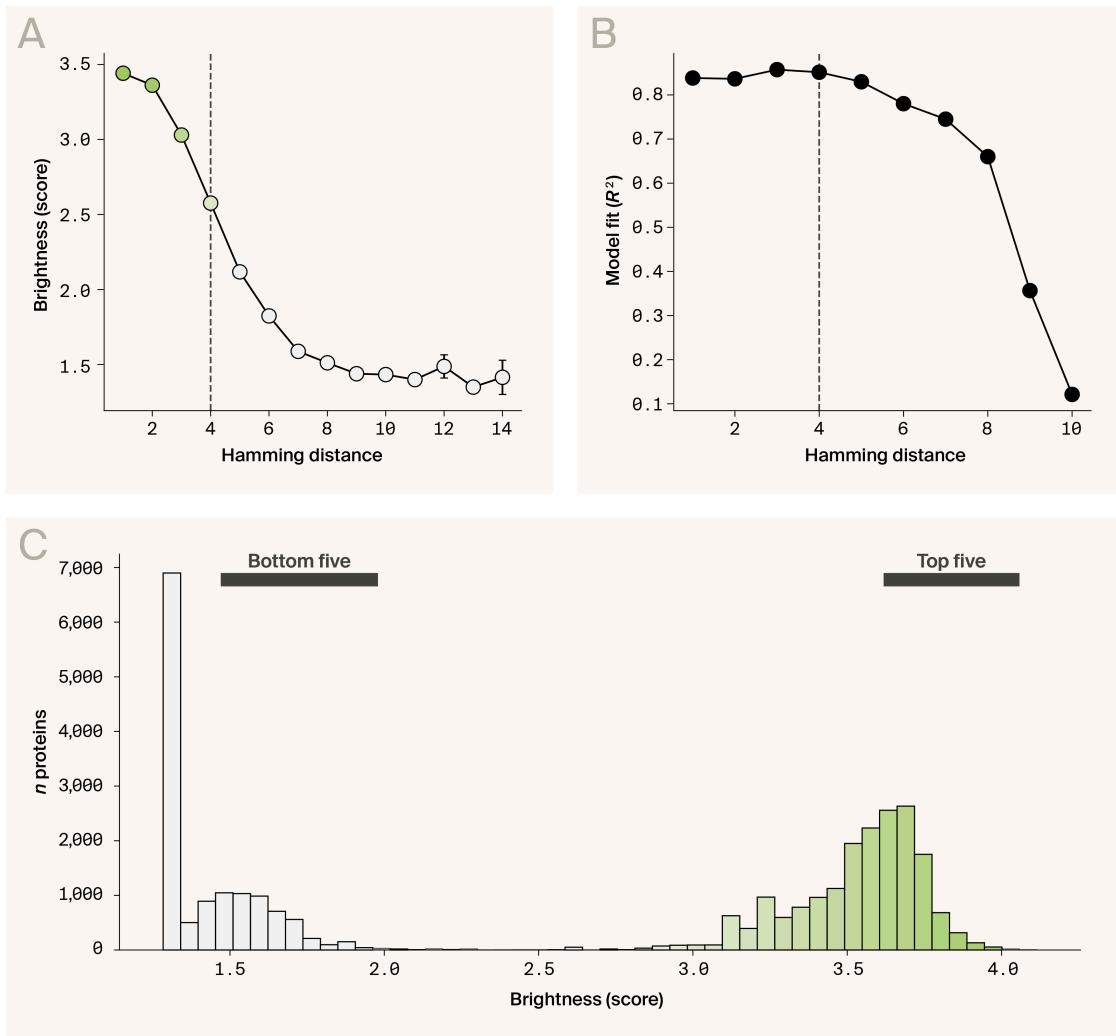 A
3.5
3.0
2.5
2.0
1.5
Brightness (score)
2 4 6 8 10 12 14
Hamming distance
B
0.8
0.7
0.6
0.5
0.4
0.3
0.2
0.1
Model fit (R²)
2 4 6 8 10
Hamming distance
C
Bottom five Top five
7,000
6,000
5,000
4,000
3,000
2,000
1,000
0
n proteins
1.5 2.0 2.5 3.0 3.5 4.0
Brightness (score)